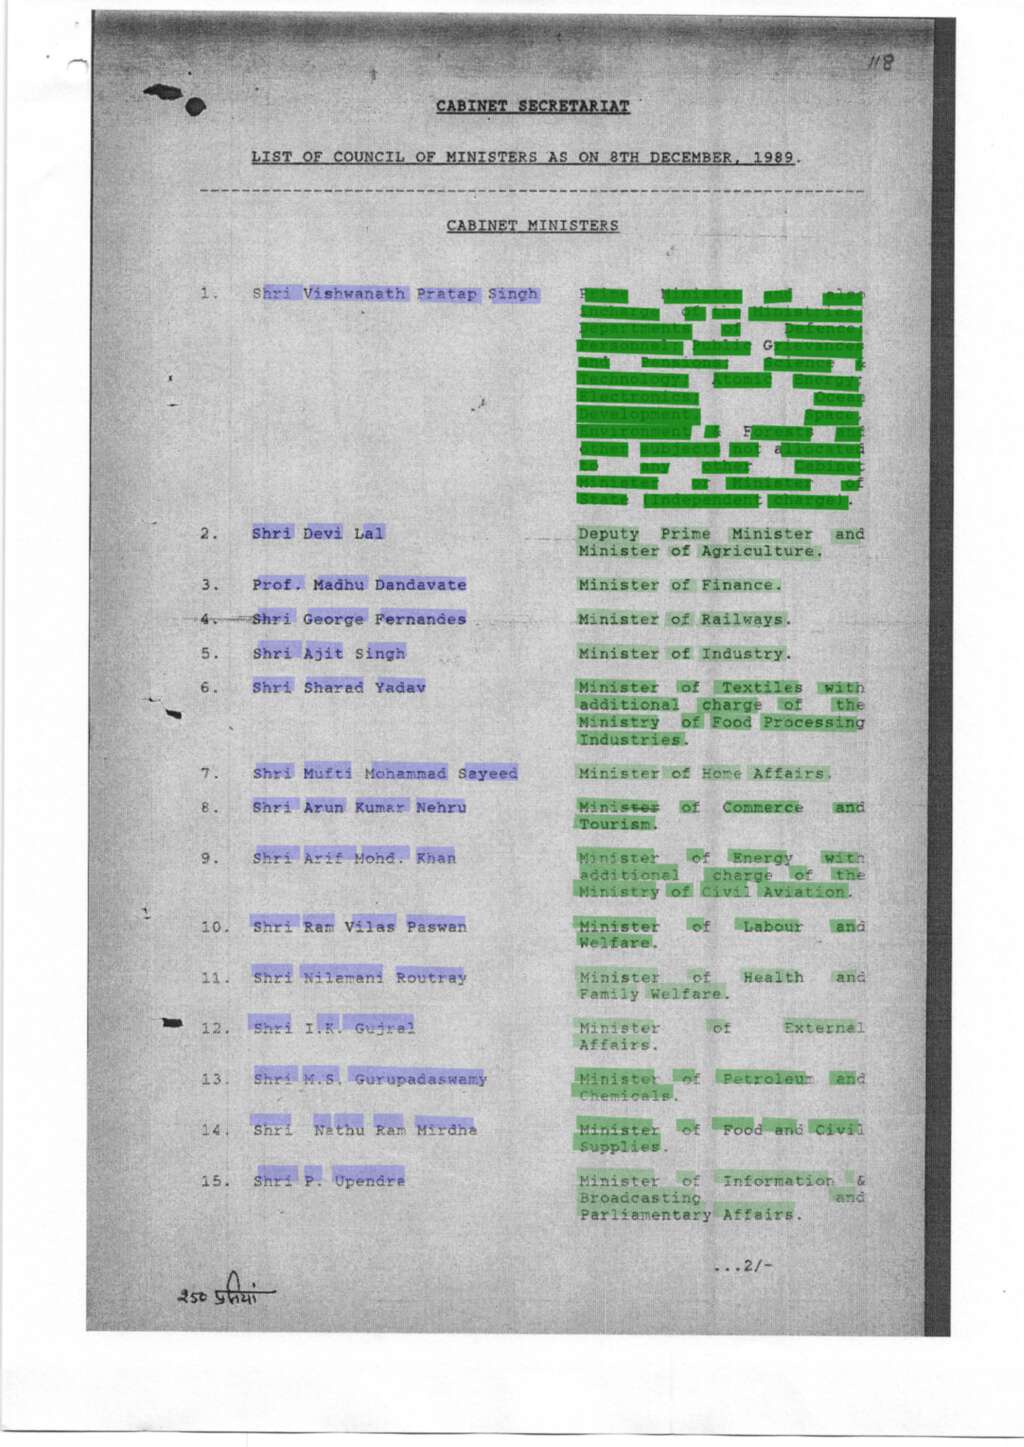 118
CABINET SECRETARIAT
LIST OF COUNCIL OF MINISTERS AS ON 8TH DECEMBER, 1989.
CABINET MINISTERS
1. Shri Vishwanath Pratap Singh Prime Minister and also
incharge of the Ministries/
Departments of Defence;
Personnel; Public Grievances
and Pensions; Science &
Technology; Atomic Energy;
Electronics; Ocean
Development, Space,
Environment & Forests and
other subjects not allocated
to any other Cabinet
Minister or Minister of
State (Independent charge).
2. Shri Devi Lal Deputy Prime Minister and
Minister of Agriculture.
3. Prof. Madhu Dandavate Minister of Finance.
4. Shri George Fernandes Minister of Railways.
5. Shri Ajit Singh Minister of Industry.
6. Shri Sharad Yadav Minister of Textiles with
additional charge of the
Ministry of Food Processing
Industries.
7. Shri Mufti Mohammad Sayeed Minister of Home Affairs.
8. Shri Arun Kumar Nehru Minister of Commerce and
Tourism.
9. Shri Arif Mohd. Khan Minister of Energy with
additional charge of the
Ministry of Civil Aviation.
10. Shri Ram Vilas Paswan Minister of Labour and
Welfare.
11. Shri Nilamani Routray Minister of Health and
Family Welfare.
12. Shri I.K. Gujral Minister of External
Affairs.
13. Shri M.S. Gurupadaswamy Minister of Petroleum and
Chemicals.
14. Shri Nathu Ram Mirdha Minister of Food and Civil
Supplies.
15. Shri P. Upendra Minister of Information &
Broadcasting and
Parliamentary Affairs.
...2/-
250